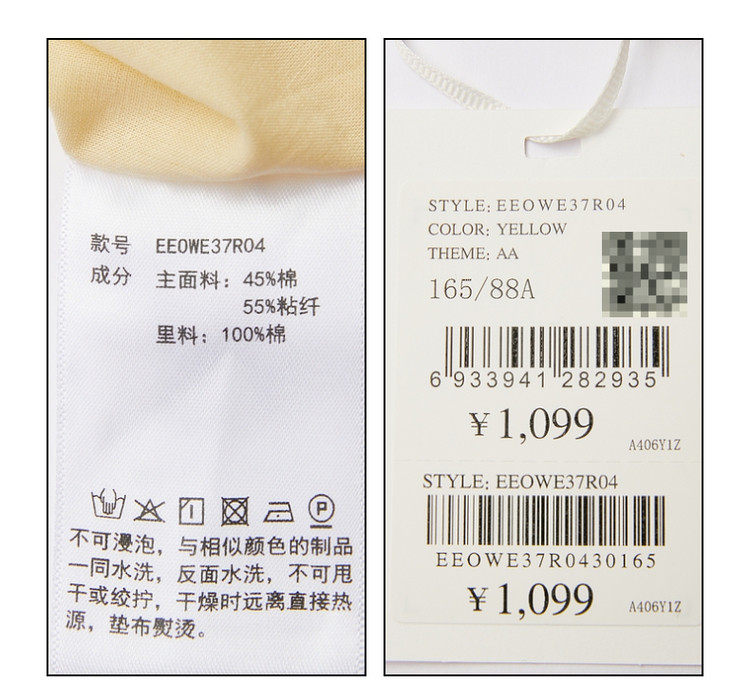 款号 EEOWE37R04
成分 主面料：45%棉
55%粘纤
里料：100%棉
P
不可浸泡，与相似颜色的制品
一同水洗，反面水洗，不可甩
干或绞拧，干燥时远离直接热
源，垫布熨烫。
STYLE: EEOWE37R04
COLOR: YELLOW
THEME: AA
165/88A
6 933941 282935
¥1,099
A406Y1Z
STYLE: EEOWE37R04
EEOWE37R0430165
¥1,099
A406Y1Z